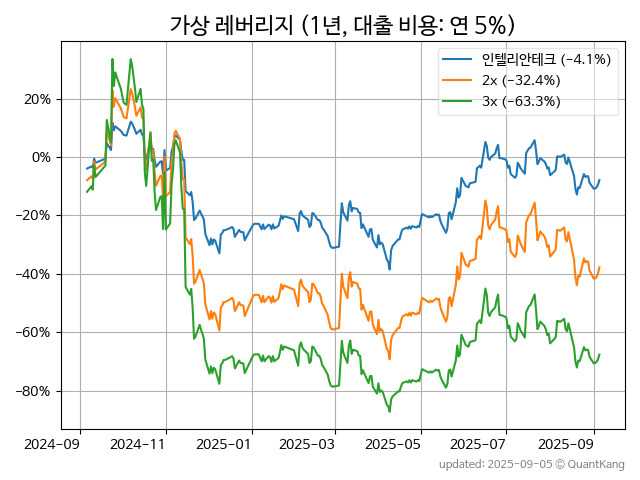 가상 레버리지 (1년, 대출 비용: 연 5%)
인텔리안테크 (−4.1%)
2x (−32.4%)
3x (−63.3%)
20%
0%
−20%
−40%
−60%
−80%
2024−09 2024−11 2025−01 2025−03 2025−05 2025−07 2025−09
updated: 2025-09-05 © QuantKang